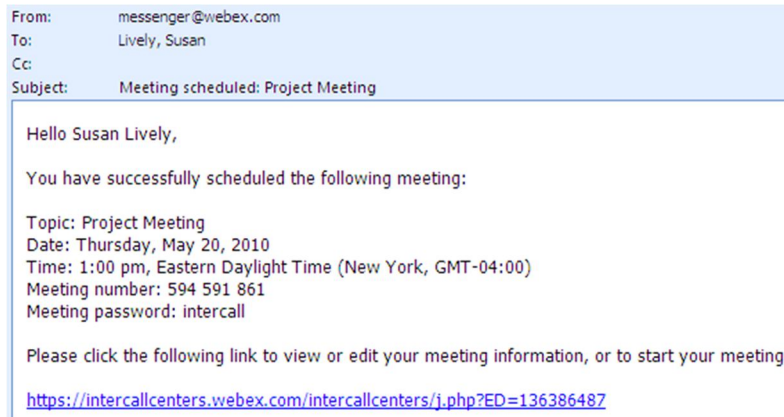 From: messenger@webex.com
To: Lively, Susan
Cc:
Subject: Meeting scheduled: Project Meeting
Hello Susan Lively,
You have successfully scheduled the following meeting:
Topic: Project Meeting
Date: Thursday, May 20, 2010
Time: 1:00 pm, Eastern Daylight Time (New York, GMT-04:00)
Meeting number: 594 591 861
Meeting password: intercall
Please click the following link to view or edit your meeting information, or to start your meeting
https://intercallcenters.webex.com/intercallcenters/j.php?ED=136386487